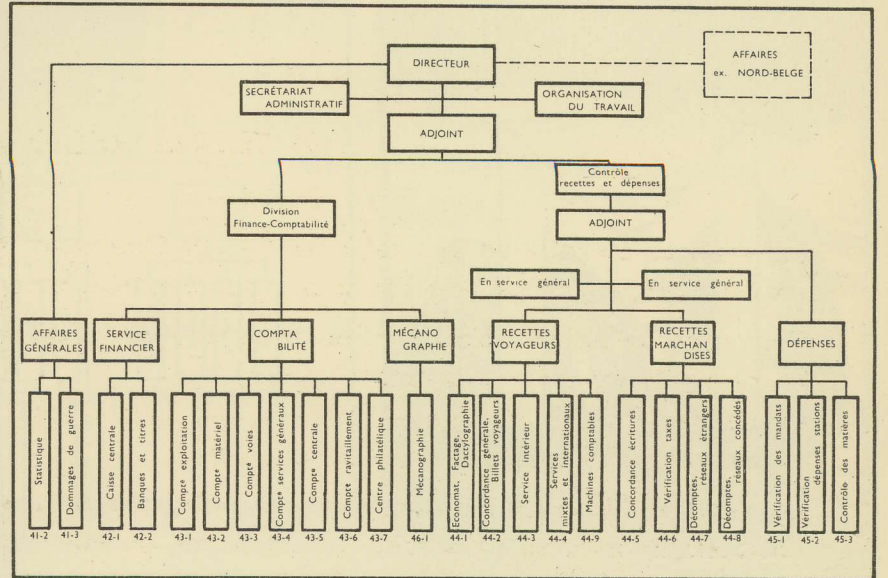 DIRECTEUR
AFFAIRES
ex. NORD-BELGE
SECRÉTARIAT
ADMINISTRATIF
ORGANISATION
DU TRAVAIL
ADJOINT
Contrôle
recettes et dépenses
Division
Finance-Comptabilité
ADJOINT
En service général
En service général
AFFAIRES
GÉNÉRALES
SERVICE
FINANCIER
COMPTA
BILITÉ
MÉCANO
GRAPHIE
RECETTES
VOYAGEURS
RECETTES
MARCHAN
DISES
DÉPENSES
Statistique
Dommages de guerre
Caisse centrale
Banques et titres
Compte exploitation
Compte matériel
Compte voies
Compte services généraux
Compte centrale
Compte ravitaillement
Centre philatélique
Mécanographie
Economat, Factage,
Dactylographie
Concordance générale,
Billets voyageurs
Service intérieur
Services
mixtes et internationaux
Machines comptables
Concordance écritures
Vérification taxes
Décomptes,
réseaux étrangers
Décomptes,
réseaux concédés
Vérification des mandats
Vérification
dépenses stations
Contrôle des matières
41-2
41-3
42-1
42-2
43-1
43-2
43-3
43-4
43-5
43-6
43-7
46-1
44-1
44-2
44-3
44-4
44-9
44-5
44-6
44-7
44-8
45-1
45-2
45-3